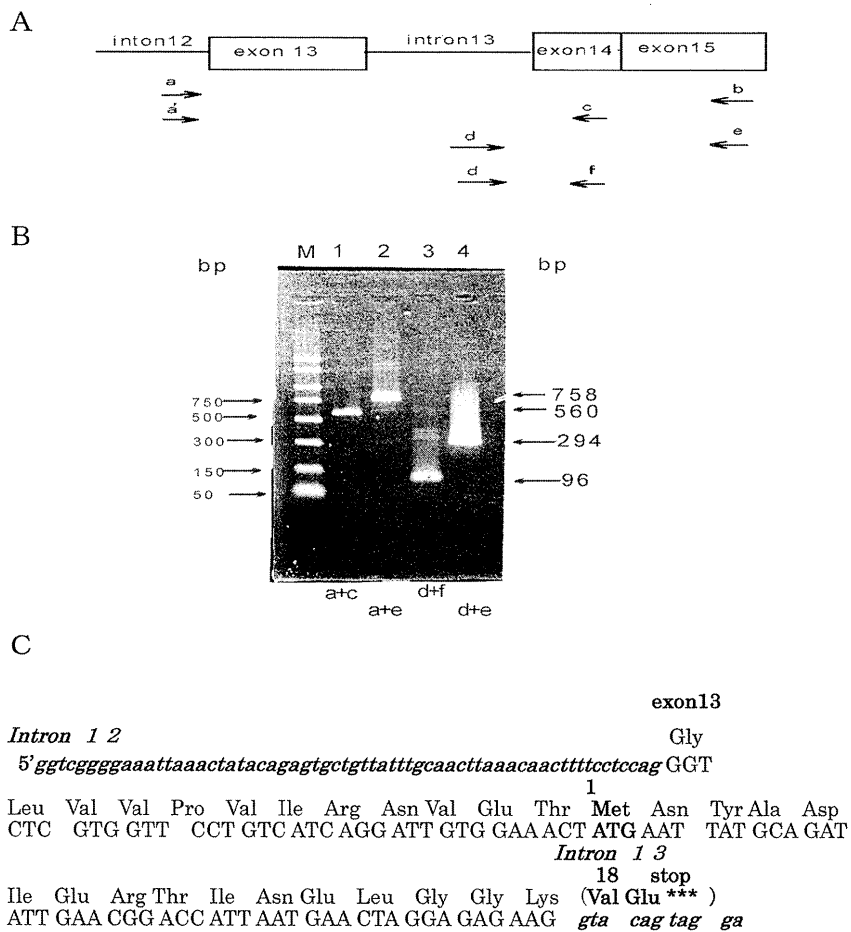 A
inton12
exon 13
intron13
exon14
exon15
a
b
a'
c
d
e
d
f
B
M 1 2 3 4
bp
bp
750
500
300
150
50
758
560
294
96
a+c
a+e
d+f
d+e
C
exon13
Intron 1 2
Gly
5'ggtcggggaaattaaactatacagagtgctgttatttgcaacttaaacaacttttcctccag GGT
1
Leu Val Val Pro Val Ile Arg Asn Val Glu Thr Met Asn Tyr Ala Asp
CTC GTG GTT CCT GTC ATC AGG ATT GTG GAA ACT ATG AAT TAT GCA GAT
Intron 1 3
18 stop
Ile Glu Arg Thr Ile Asn Glu Leu Gly Gly Lys (Val Glu *** )
ATT GAA CGG ACC ATT AAT GAA CTA GGA GAG AAG gta cag tag ga